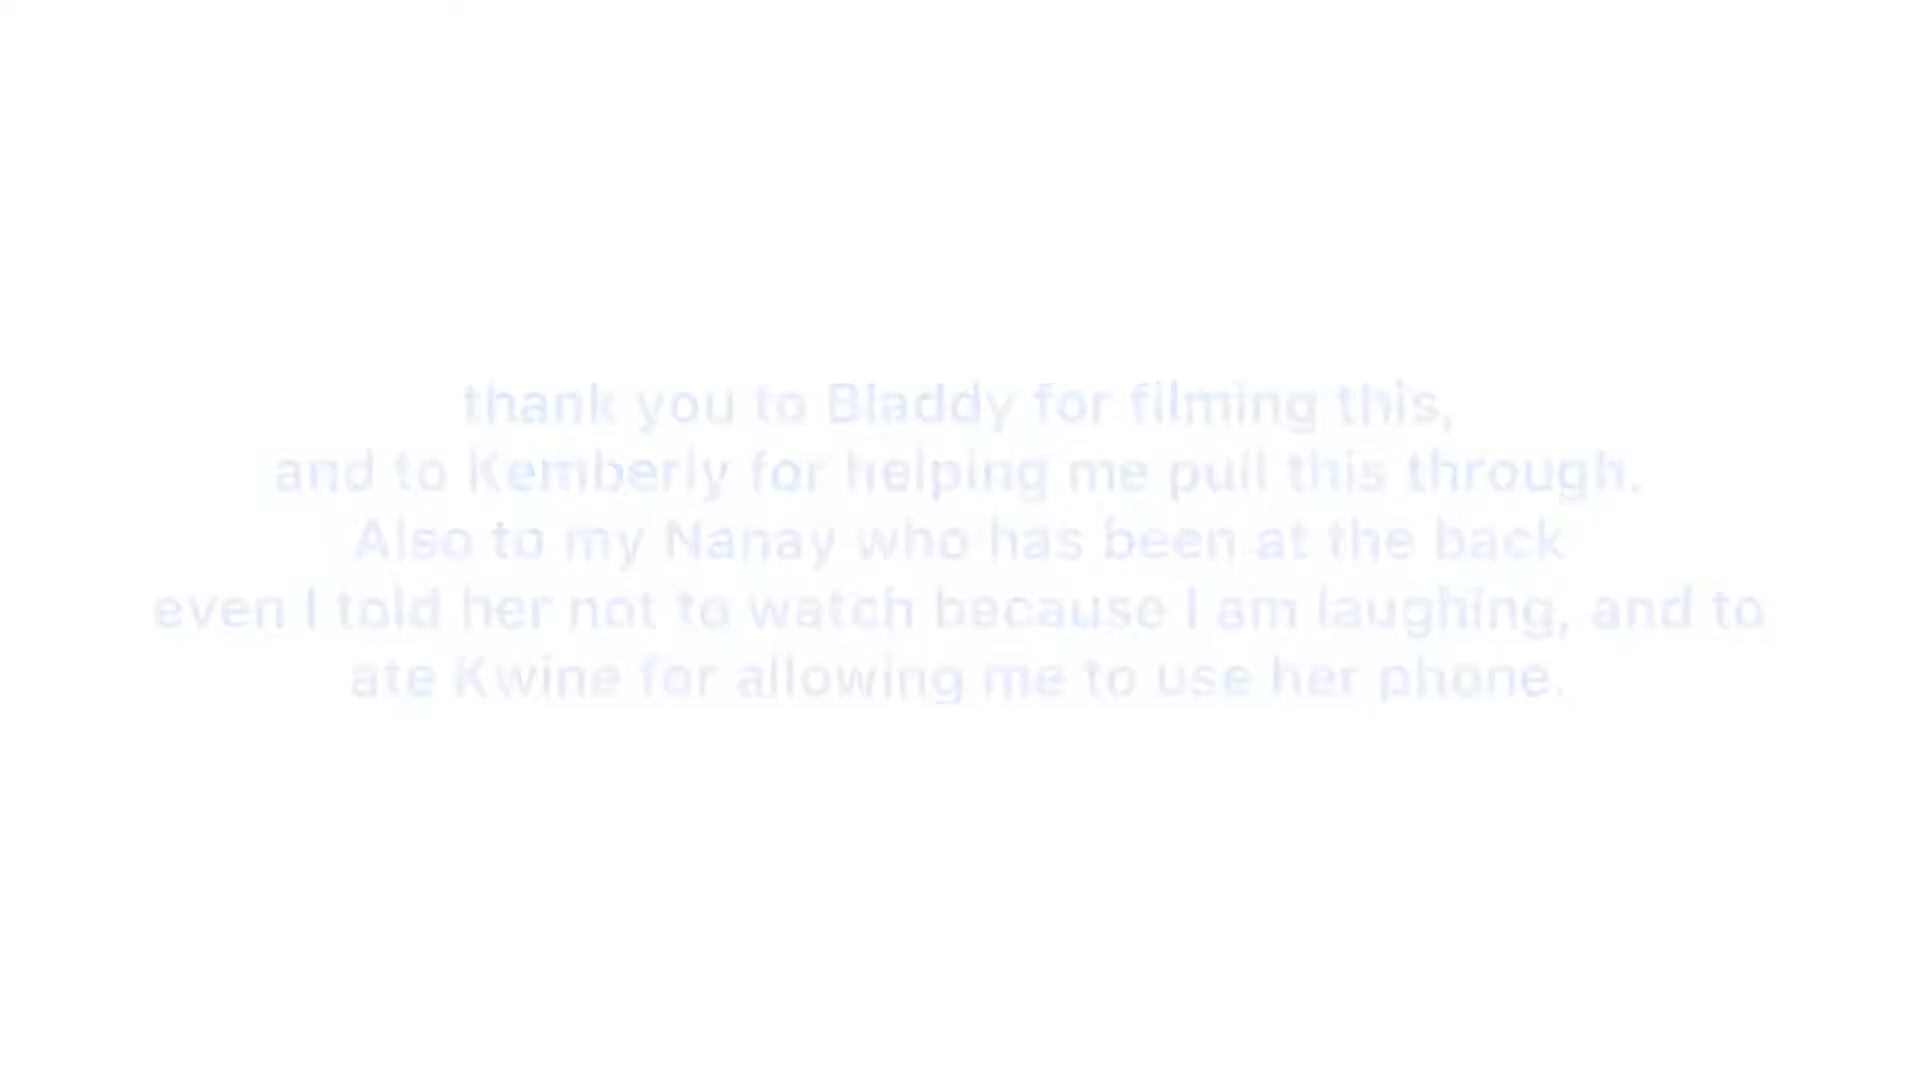 thank you to Bladdy for filming this,
and to Kemberly for helping me pull this through.
Also to my Nanay who has been at the back
even I told her not to watch because I am laughing, and to
ate Kwine for allowing me to use her phone.